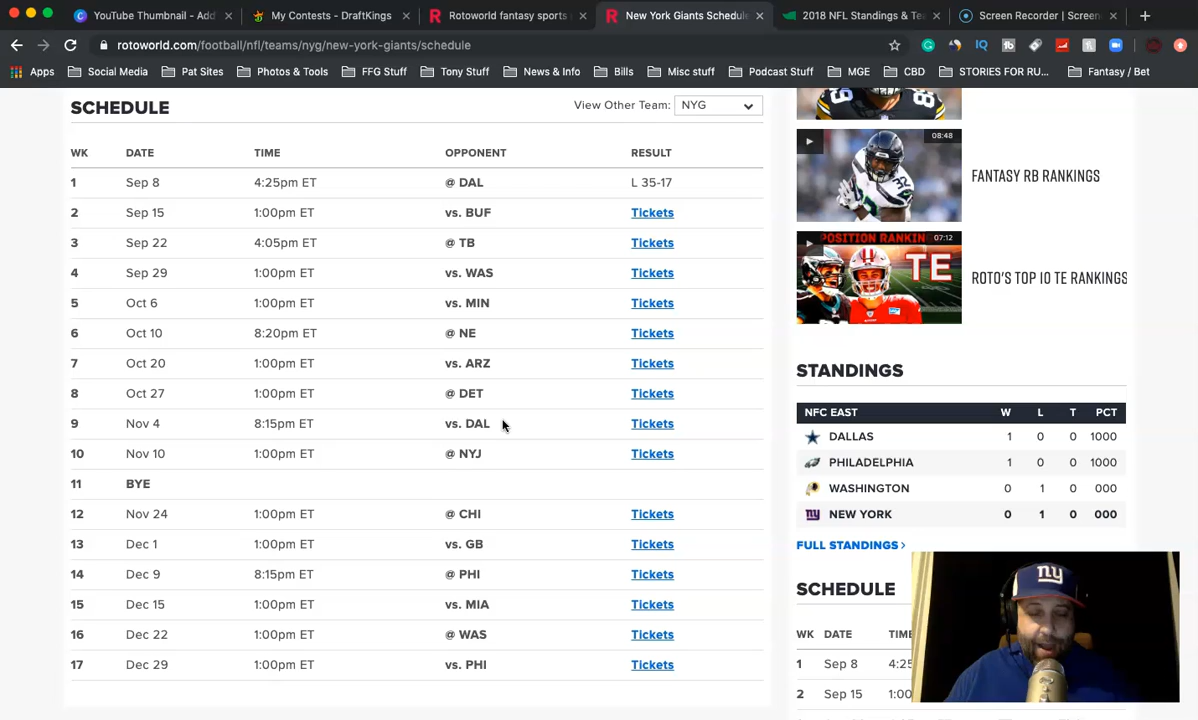 YouTube Thumbnail - Add
My Contests - DraftKings
Rotoworld fantasy sports
New York Giants Schedule
2018 NFL Standings & Te
Screen Recorder | Screen
rotoworld.com/football/nfl/teams/nyg/new-york-giants/schedule
Apps Social Media Pat Sites Photos & Tools FFG Stuff Tony Stuff News & Info Bills Misc stuff Podcast Stuff MGE CBD STORIES FOR RU... Fantasy / Bet
SCHEDULE
View Other Team: NYG
WK DATE TIME OPPONENT RESULT
1 Sep 8 4:25pm ET @ DAL L 35-17
2 Sep 15 1:00pm ET vs. BUF Tickets
3 Sep 22 4:05pm ET @ TB Tickets
4 Sep 29 1:00pm ET vs. WAS Tickets
5 Oct 6 1:00pm ET vs. MIN Tickets
6 Oct 10 8:20pm ET @ NE Tickets
7 Oct 20 1:00pm ET vs. ARZ Tickets
8 Oct 27 1:00pm ET @ DET Tickets
9 Nov 4 8:15pm ET vs. DAL Tickets
10 Nov 10 1:00pm ET @ NYJ Tickets
11 BYE
12 Nov 24 1:00pm ET @ CHI Tickets
13 Dec 1 1:00pm ET vs. GB Tickets
14 Dec 9 8:15pm ET @ PHI Tickets
15 Dec 15 1:00pm ET vs. MIA Tickets
16 Dec 22 1:00pm ET @ WAS Tickets
17 Dec 29 1:00pm ET vs. PHI Tickets
08:48
32
FANTASY RB RANKINGS
POSITION RANKIN 07:12
TE
ROTO'S TOP 10 TE RANKINGS
STANDINGS
NFC EAST W L T PCT
DALLAS 1 0 0 1000
PHILADELPHIA 1 0 0 1000
WASHINGTON 0 1 0 000
NEW YORK 0 1 0 000
FULL STANDINGS >
SCHEDULE
WK DATE TIME
1 Sep 8 4:25
2 Sep 15 1:00
ny